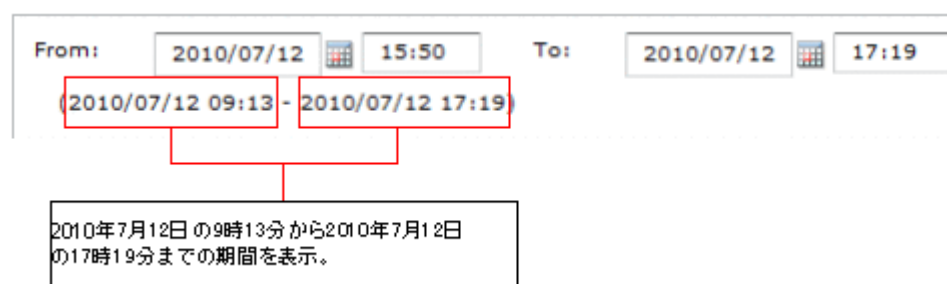 From: 2010/07/12 15:50 To: 2010/07/12 17:19
(2010/07/12 09:13 - 2010/07/12 17:19)
2010年7月12日の9時13分から2010年7月12日
の17時19分までの期間を表示。